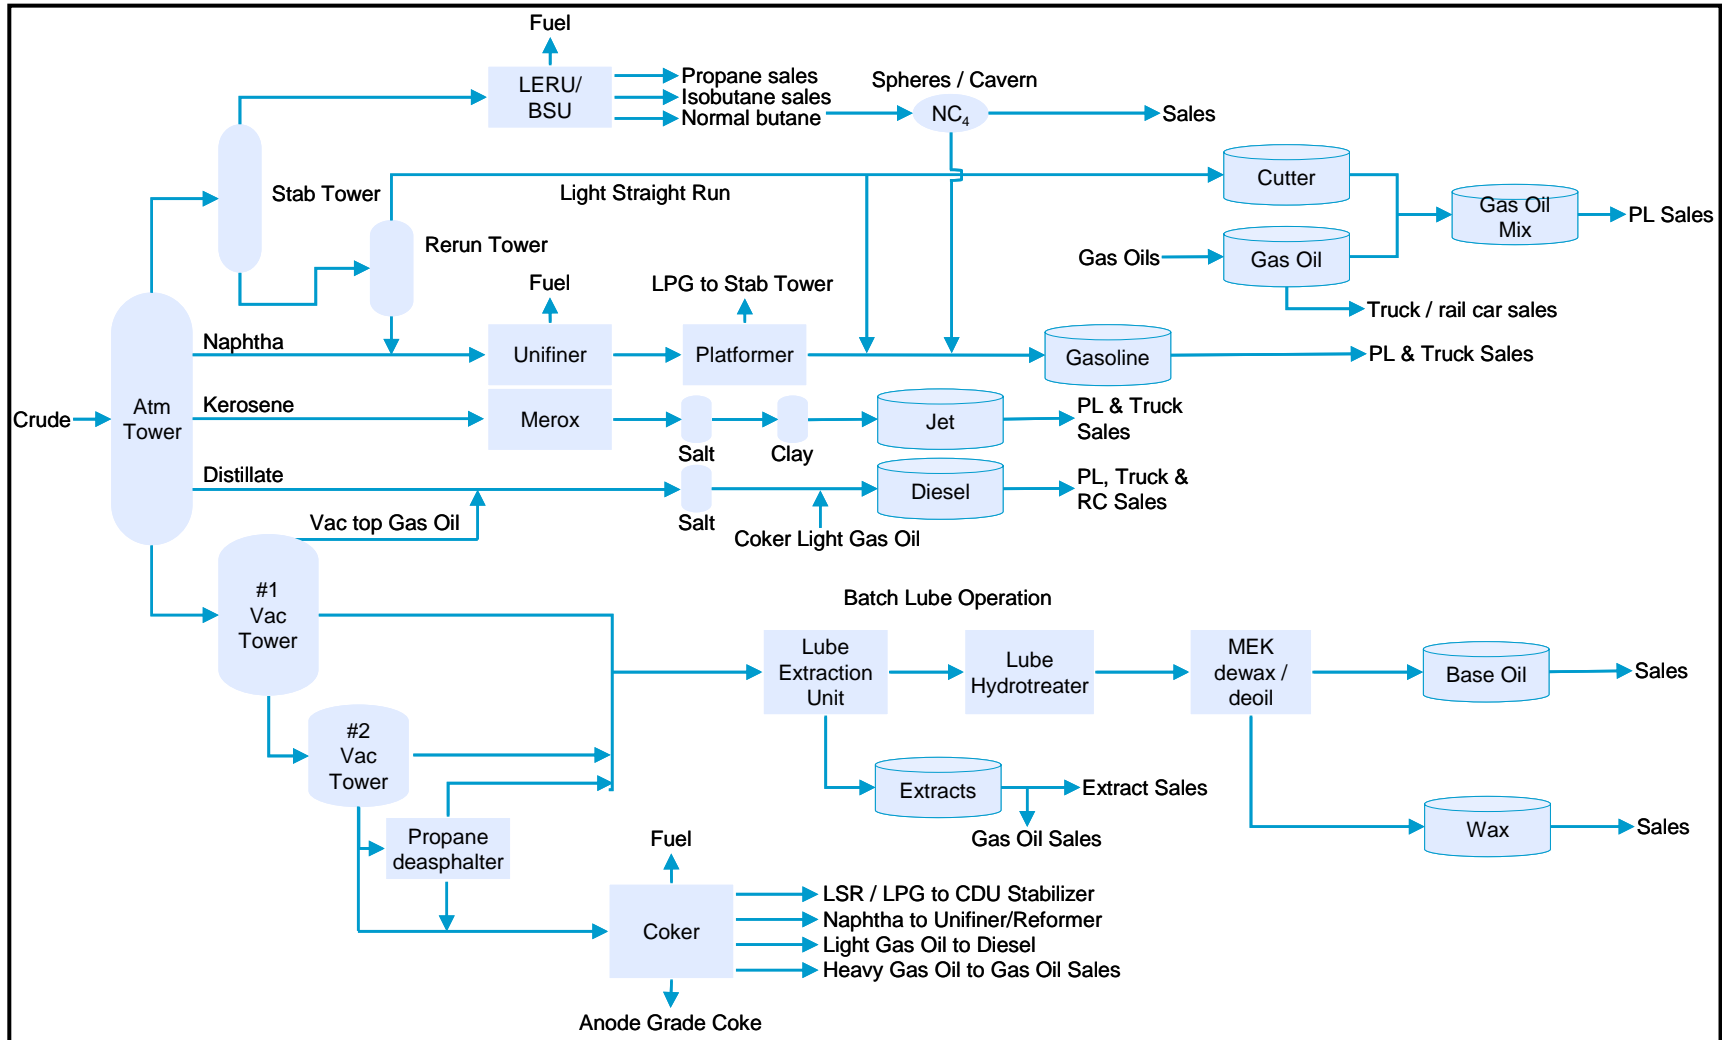 Fuel
LERU/
BSU
Propane sales
Isobutane sales
Normal butane
Spheres / Cavern
NC4
Sales
Stab Tower
Light Straight Run
Cutter
Gas Oil
Mix
PL Sales
Rerun Tower
Gas Oils
Gas Oil
Truck / rail car sales
Fuel
LPG to Stab Tower
Naphtha
Unifiner
Platformer
Gasoline
PL & Truck Sales
Crude
Atm
Tower
Kerosene
Merox
Salt
Clay
Jet
PL & Truck
Sales
Distillate
Salt
Diesel
PL, Truck &
RC Sales
Vac top Gas Oil
Coker Light Gas Oil
#1
Vac
Tower
Batch Lube Operation
Lube
Extraction
Unit
Lube
Hydrotreater
MEK
dewax /
deoil
Base Oil
Sales
#2
Vac
Tower
Extracts
Extract Sales
Gas Oil Sales
Wax
Sales
Propane
deasphalter
Fuel
Coker
LSR / LPG to CDU Stabilizer
Naphtha to Unifiner/Reformer
Light Gas Oil to Diesel
Heavy Gas Oil to Gas Oil Sales
Anode Grade Coke